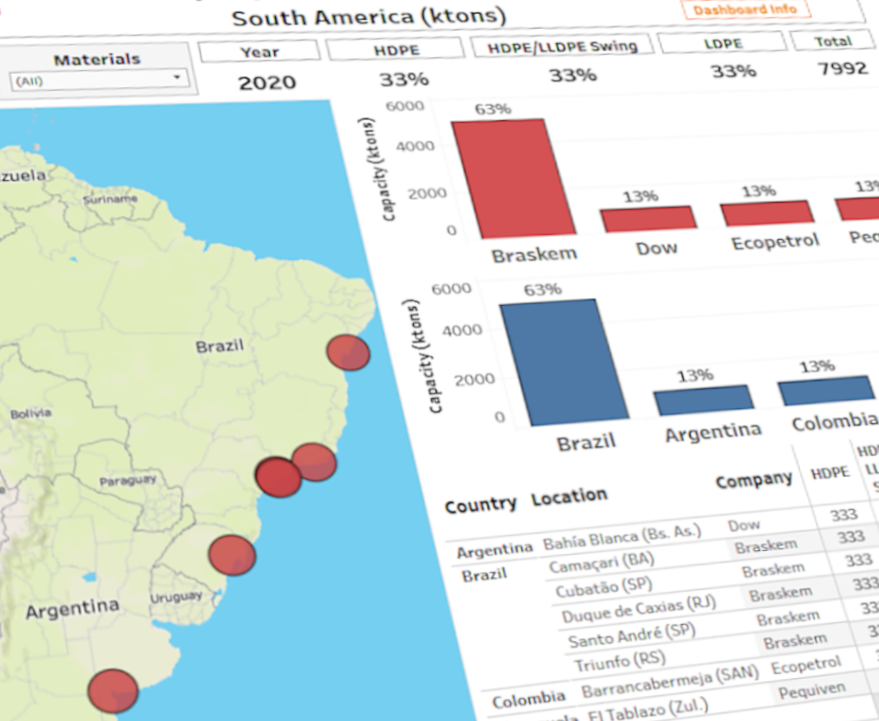 South America (ktons)
Dashboard Info
Materials
(All)
Year
2020
HDPE
33%
HDPE/LLDPE Swing
33%
LDPE
33%
Total
7992
zuela
Suriname
Brazil
Bolivia
Paraguay
Argentina
Uruguay
Capacity (ktons)
6000
4000
2000
0
63%
13%
13%
13%
Braskem
Dow
Ecopetrol
Peq
Capacity (ktons)
6000
4000
2000
0
63%
13%
13%
Brazil
Argentina
Colombia
Country Location Company HDPE HD
LL
S
Argentina Bahía Blanca (Bs. As.) Dow 333
Brazil Camaçari (BA) Braskem 333
Cubatão (SP) Braskem 333
Duque de Caxias (RJ) Braskem 333
Santo André (SP) Braskem 33
Triunfo (RS) Braskem 3
Colombia Barrancabermeja (SAN) Ecopetrol
uela El Tablazo (Zul.) Pequiven